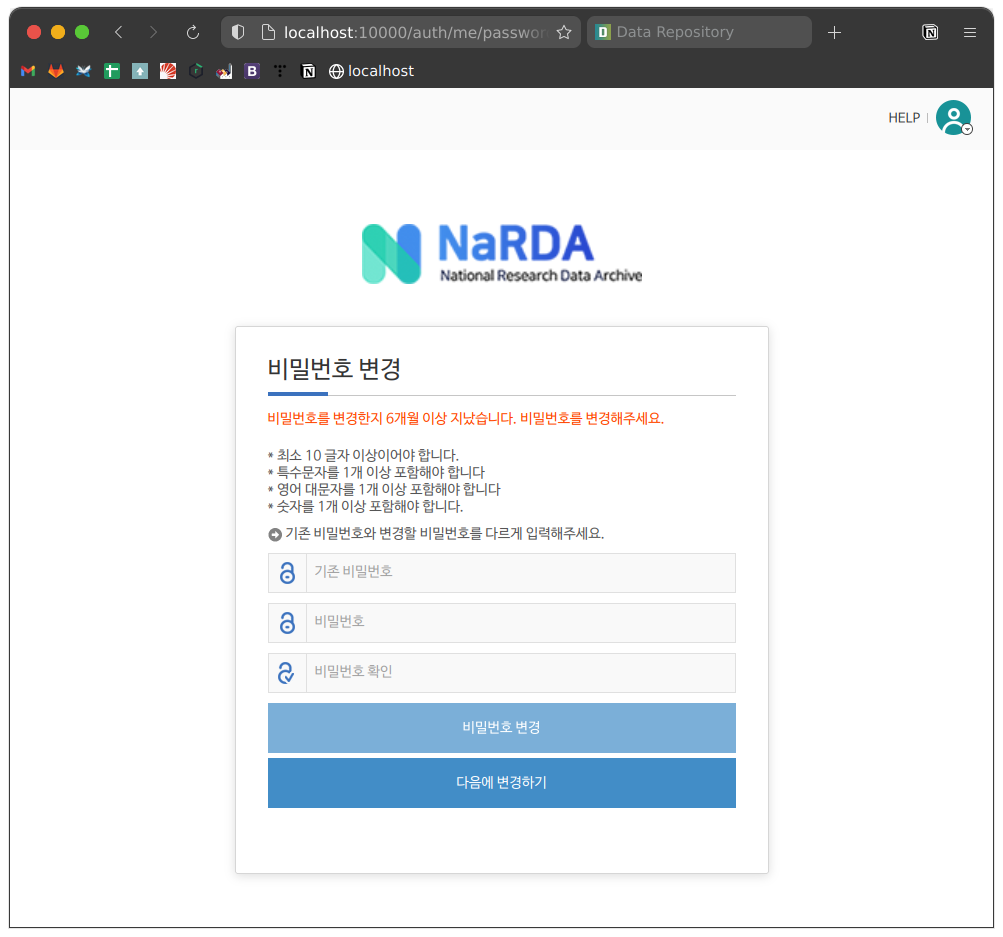 localhost:10000/auth/me/passwor
Data Repository
localhost
HELP
NaRDA
National Research Data Archive
비밀번호 변경
비밀번호를 변경한지 6개월 이상 지났습니다. 비밀번호를 변경해주세요.
* 최소 10 글자 이상이어야 합니다.
* 특수문자를 1개 이상 포함해야 합니다
* 영어 대문자를 1개 이상 포함해야 합니다
* 숫자를 1개 이상 포함해야 합니다.
기존 비밀번호와 변경할 비밀번호를 다르게 입력해주세요.
기존 비밀번호
비밀번호
비밀번호 확인
비밀번호 변경
다음에 변경하기